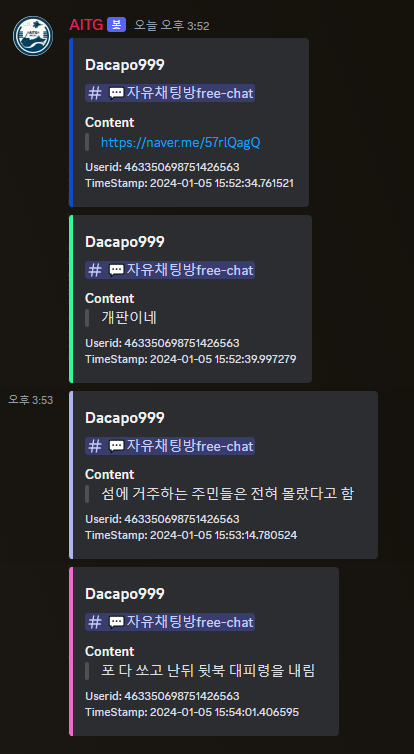 AITG 봇 오늘 오후 3:52
Dacapo999
# 💬자유채팅방free-chat
Content
https://naver.me/57rlQagQ
Userid: 463350698751426563
TimeStamp: 2024-01-05 15:52:34.761521
Dacapo999
# 💬자유채팅방free-chat
Content
개판이네
Userid: 463350698751426563
TimeStamp: 2024-01-05 15:52:39.997279
오후 3:53
Dacapo999
# 💬자유채팅방free-chat
Content
섬에 거주하는 주민들은 전혀 몰랐다고 함
Userid: 463350698751426563
TimeStamp: 2024-01-05 15:53:14.780524
Dacapo999
# 💬자유채팅방free-chat
Content
포 다 쏘고 난뒤 뒷북 대피령을 내림
Userid: 463350698751426563
TimeStamp: 2024-01-05 15:54:01.406595